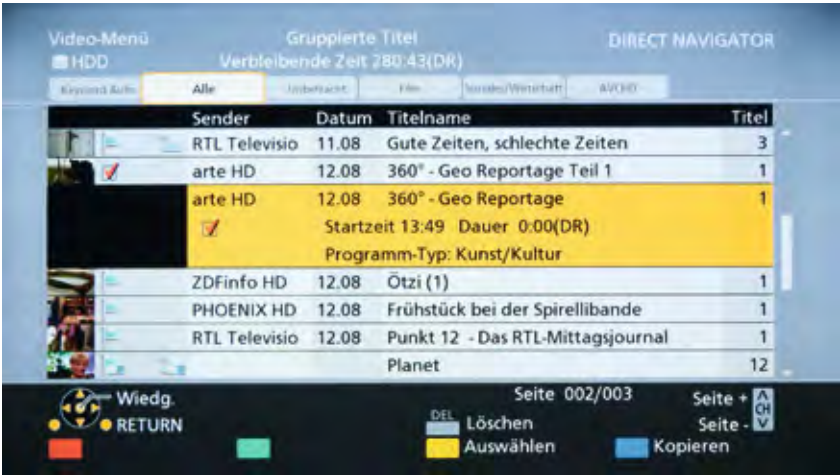 Video-Menü Gruppierte Titel DIRECT NAVIGATOR
HDD Verbleibende Zeit 280:43(DR)
Alle Film AVCHD
Sender Datum Titelname Titel
RTL Televisio 11.08 Gute Zeiten, schlechte Zeiten 3
arte HD 12.08 360° - Geo Reportage Teil 1 1
arte HD 12.08 360° - Geo Reportage 1
Startzeit 13:49 Dauer 0:00(DR)
Programm-Typ: Kunst/Kultur
ZDFinfo HD 12.08 Ötzi (1) 1
PHOENIX HD 12.08 Frühstück bei der Spirellibande 1
RTL Televisio 12.08 Punkt 12 - Das RTL-Mittagsjournal 1
Planet 12
Wiedg. Seite 002/003 Seite + CH
RETURN DEL Löschen Seite -
Auswählen Kopieren